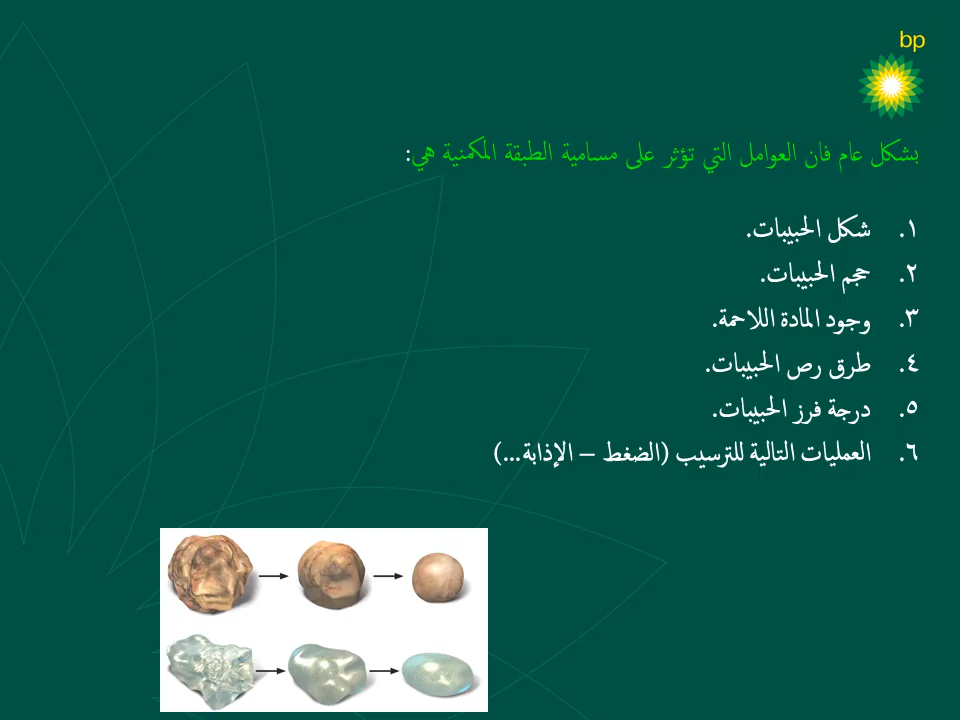 bp
بشكل عام فان العوامل التي تؤثر على مسامية الطبقة المكمنية هي:
١. شكل الحبيبات.
٢. حجم الحبيبات.
٣. وجود المادة اللاحمة.
٤. طرق رص الحبيبات.
٥. درجة فرز الحبيبات.
٦. العمليات التالية للترسيب (الضغط – الإذابة...)